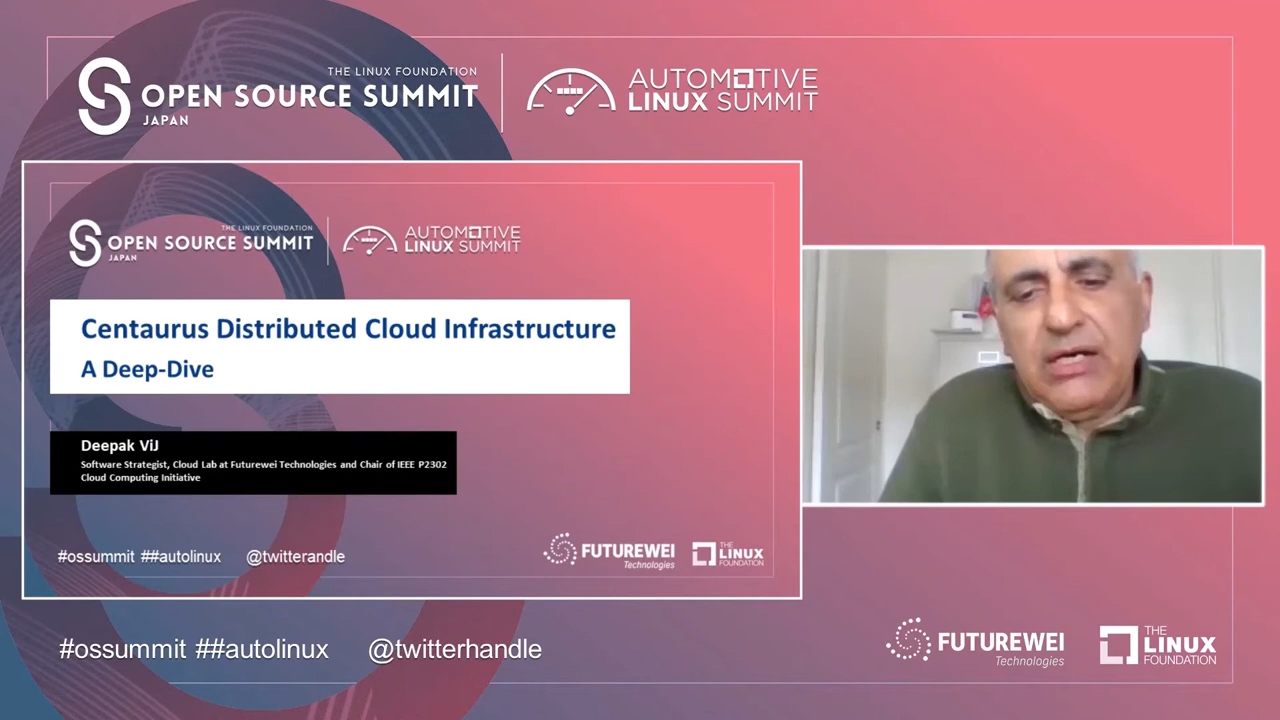 THE LINUX FOUNDATION
OPEN SOURCE SUMMIT
JAPAN
AUTOMOTIVE
LINUX SUMMIT
THE LINUX FOUNDATION
OPEN SOURCE SUMMIT
JAPAN
AUTOMOTIVE
LINUX SUMMIT
Centaurus Distributed Cloud Infrastructure
A Deep-Dive
Deepak ViJ
Software Strategist, Cloud Lab at Futurewei Technologies and Chair of IEEE P2302
Cloud Computing Initiative
#ossummit ##autolinux @twitterandle
FUTUREWEI
Technologies
THE
LINUX
FOUNDATION
#ossummit ##autolinux @twitterhandle
FUTUREWEI
Technologies
THE
LINUX
FOUNDATION